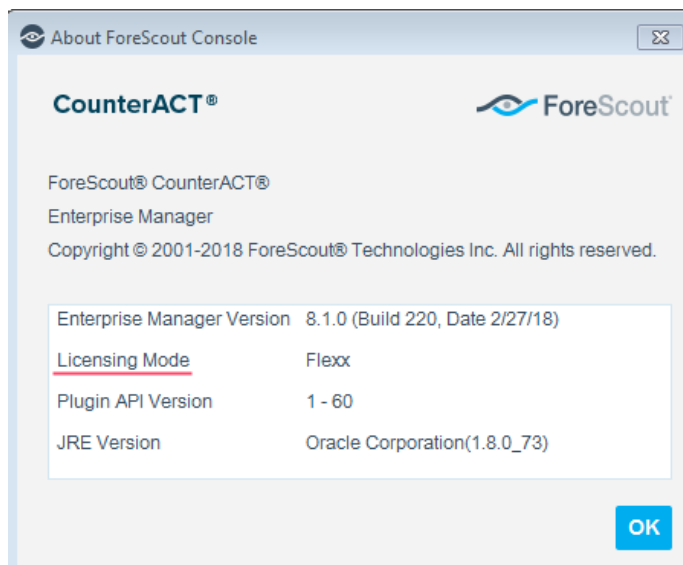 About ForeScout Console
CounterACT® ForeScout
ForeScout® CounterACT®
Enterprise Manager
Copyright © 2001-2018 ForeScout® Technologies Inc. All rights reserved.
Enterprise Manager Version 8.1.0 (Build 220, Date 2/27/18)
Licensing Mode Flexx
Plugin API Version 1 - 60
JRE Version Oracle Corporation(1.8.0_73)
OK